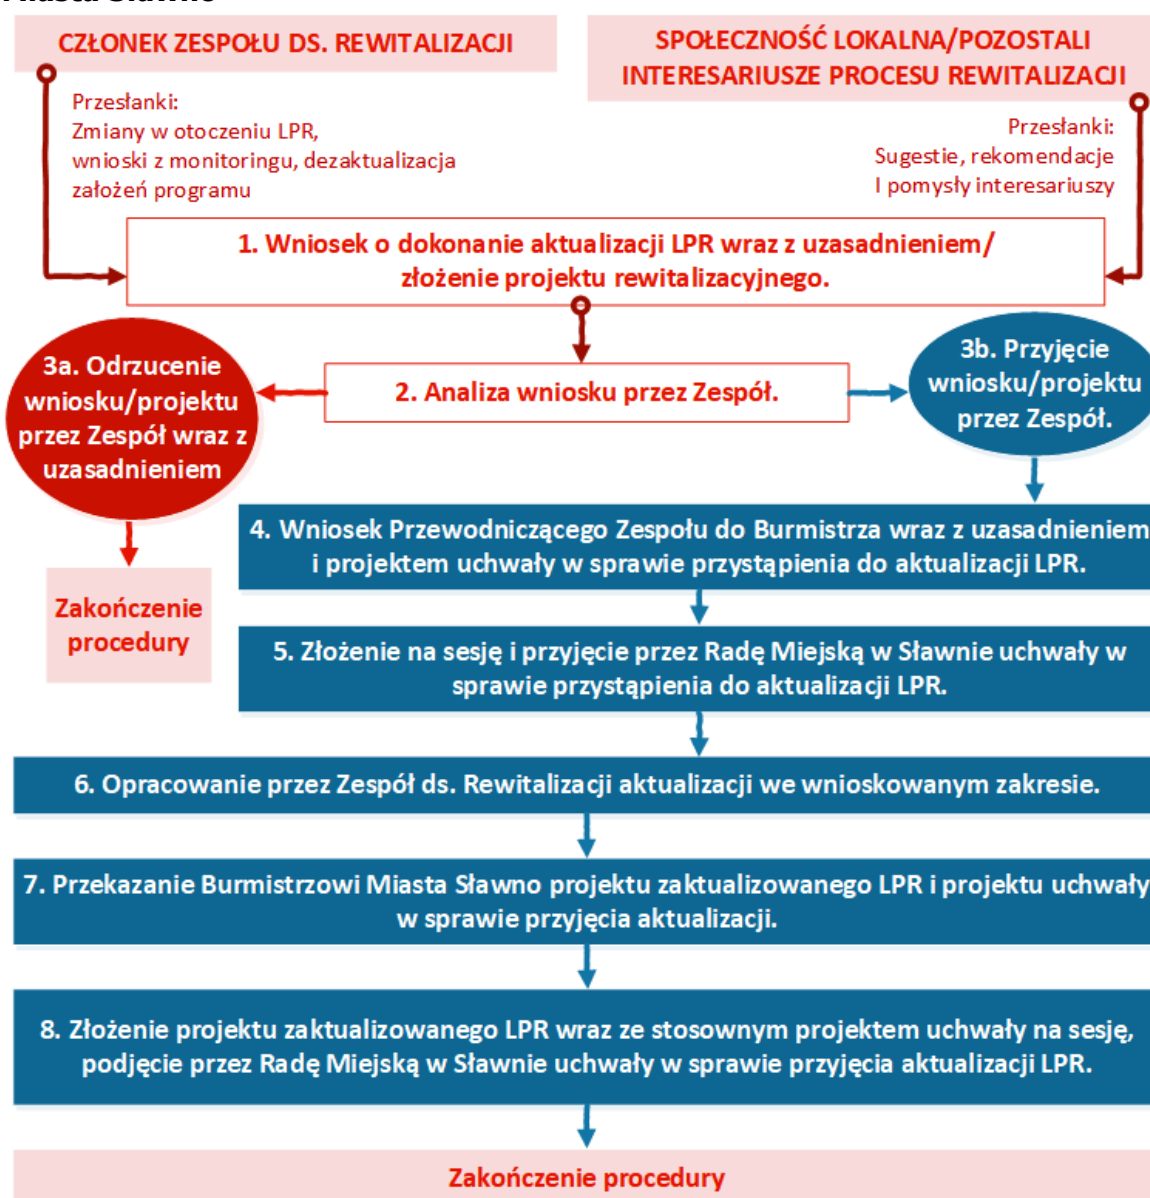 Miasta Sławno
CZŁONEK ZESPOŁU DS. REWITALIZACJI
SPOŁECZNOŚĆ LOKALNA/POZOSTALI
INTERESARIUSZE PROCESU REWITALIZACJI
Przesłanki:
Zmiany w otoczeniu LPR,
wnioski z monitoringu, dezaktualizacja
założeń programu
Przesłanki:
Sugestie, rekomendacje
I pomysły interesariuszy
1. Wniosek o dokonanie aktualizacji LPR wraz z uzasadnieniem/
złożenie projektu rewitalizacyjnego.
2. Analiza wniosku przez Zespół.
3a. Odrzucenie
wniosku/projektu
przez Zespół wraz z
uzasadnieniem
3b. Przyjęcie
wniosku/projektu
przez Zespół.
Zakończenie
procedury
4. Wniosek Przewodniczącego Zespołu do Burmistrza wraz z uzasadnieniem
i projektem uchwały w sprawie przystąpienia do aktualizacji LPR.
5. Złożenie na sesję i przyjęcie przez Radę Miejską w Sławnie uchwały w
sprawie przystąpienia do aktualizacji LPR.
6. Opracowanie przez Zespół ds. Rewitalizacji aktualizacji we wnioskowanym zakresie.
7. Przekazanie Burmistrzowi Miasta Sławno projektu zaktualizowanego LPR i projektu uchwały
w sprawie przyjęcia aktualizacji.
8. Złożenie projektu zaktualizowanego LPR wraz ze stosownym projektem uchwały na sesję,
podjęcie przez Radę Miejską w Sławnie uchwały w sprawie przyjęcia aktualizacji LPR.
Zakończenie procedury